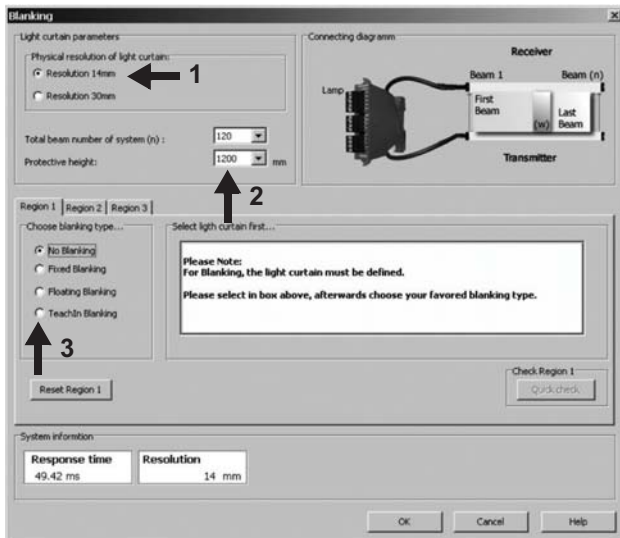 Blanking
Light curtain parameters
Physical resolution of light curtain:
Resolution 14mm
1
Resolution 30mm
Total beam number of system (n) :
120
Protective height:
1200
mm
2
Connecting diagramm
Receiver
Lamp
Beam 1
Beam (n)
First
Beam
(w)
Last
Beam
Transmitter
Region 1
Region 2
Region 3
Choose blanking type...
No Blanking
Fixed Blanking
Floating Blanking
TeachIn Blanking
3
Select ligth curtain first...
Please Note:
For Blanking, the light curtain must be defined.
Please select in box above, afterwards choose your favored blanking type.
Reset Region 1
Check Region 1
Quick check
System informtion
Response time
49.42 ms
Resolution
14 mm
OK
Cancel
Help